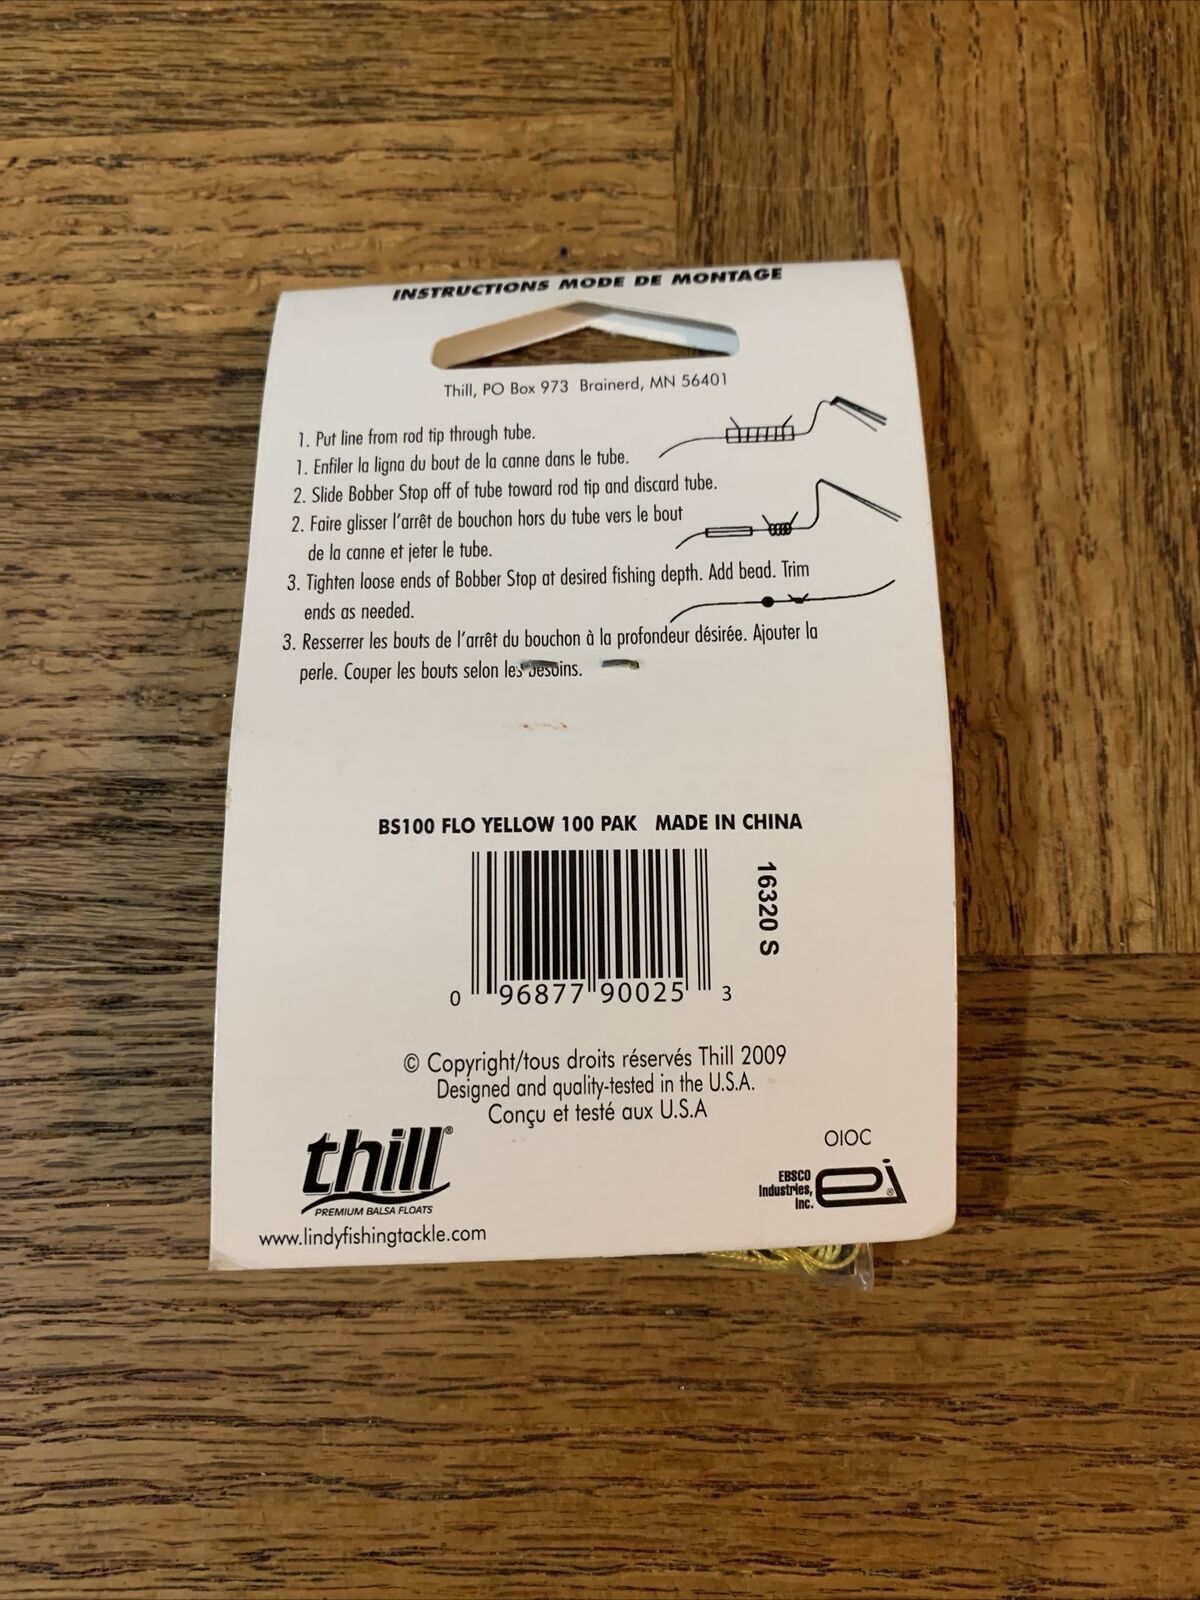 INSTRUCTIONS MODE DE MONTAGE
Thill, PO Box 973 Brainerd, MN 56401
1. Put line from rod tip through tube.
1. Enfiler la ligna du bout de la canne dans le tube.
2. Slide Bobber Stop off of tube toward rod tip and discard tube.
2. Faire glisser l'arrêt de bouchon hors du tube vers le bout
de la canne et jeter le tube.
3. Tighten loose ends of Bobber Stop at desired fishing depth. Add bead. Trim
ends as needed.
3. Resserrer les bouts de l'arrêt du bouchon à la profondeur désirée. Ajouter la
perle. Couper les bouts selon les besoins.
BS100 FLO YELLOW 100 PAK MADE IN CHINA
16320 S
0 96877 90025 3
© Copyright/tous droits réservés Thill 2009
Designed and quality-tested in the U.S.A.
Conçu et testé aux U.S.A
thill®
PREMIUM BALSA FLOATS
www.lindyfishingtackle.com
OIOC
EBSCO
Industries,
Inc.
ei®